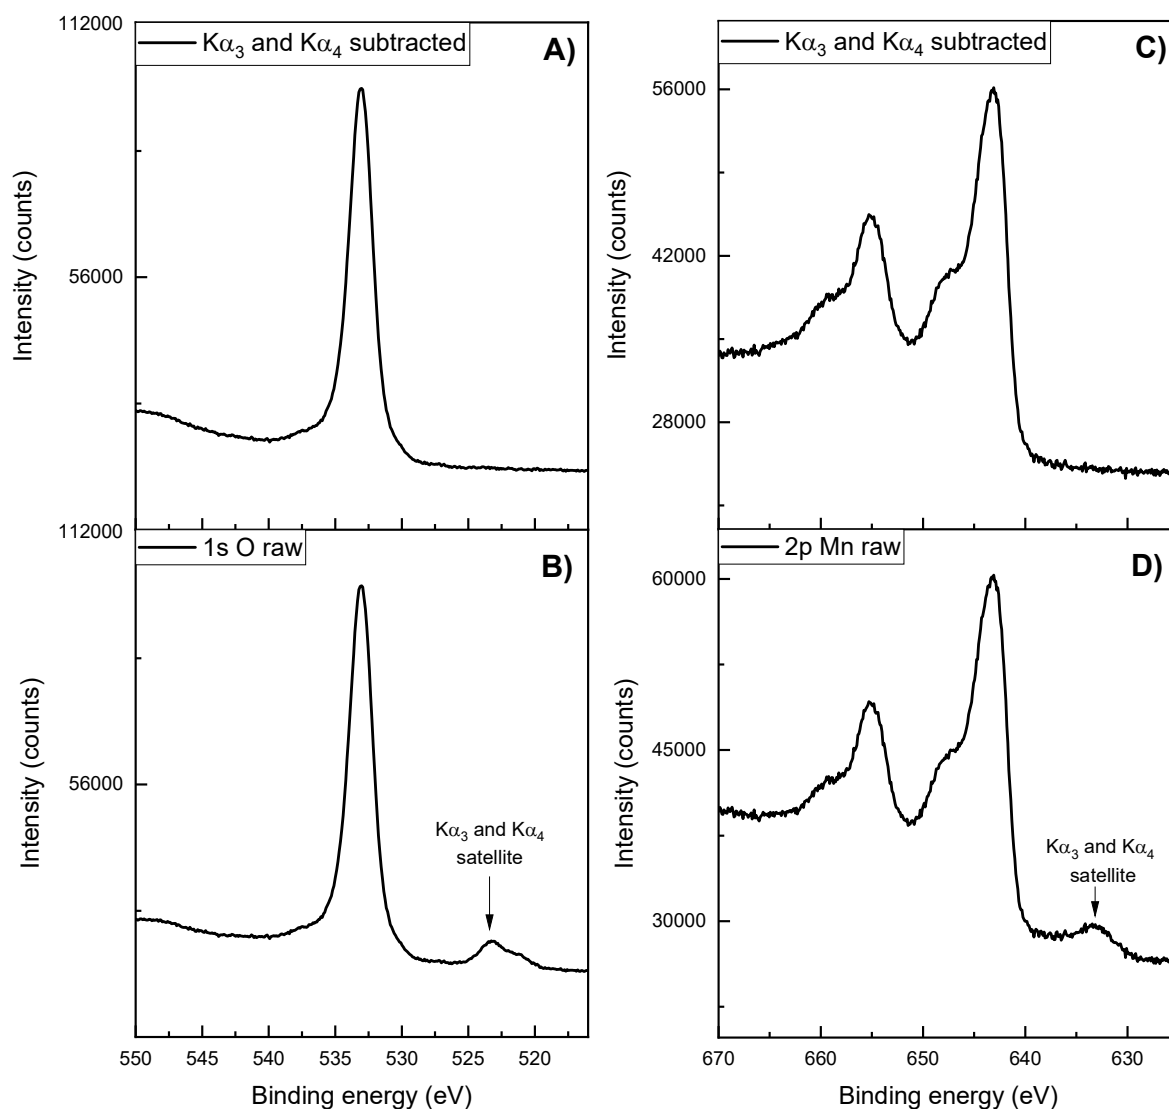 112000
Kα₃ and Kα₄ subtracted
A)
56000
Intensity (counts)
112000
1s O raw
B)
56000
Intensity (counts)
Kα₃ and Kα₄
satellite
550 545 540 535 530 525 520
Binding energy (eV)
Kα₃ and Kα₄ subtracted
C)
56000
42000
28000
Intensity (counts)
2p Mn raw
D)
60000
45000
30000
Intensity (counts)
Kα₃ and Kα₄
satellite
670 660 650 640 630
Binding energy (eV)